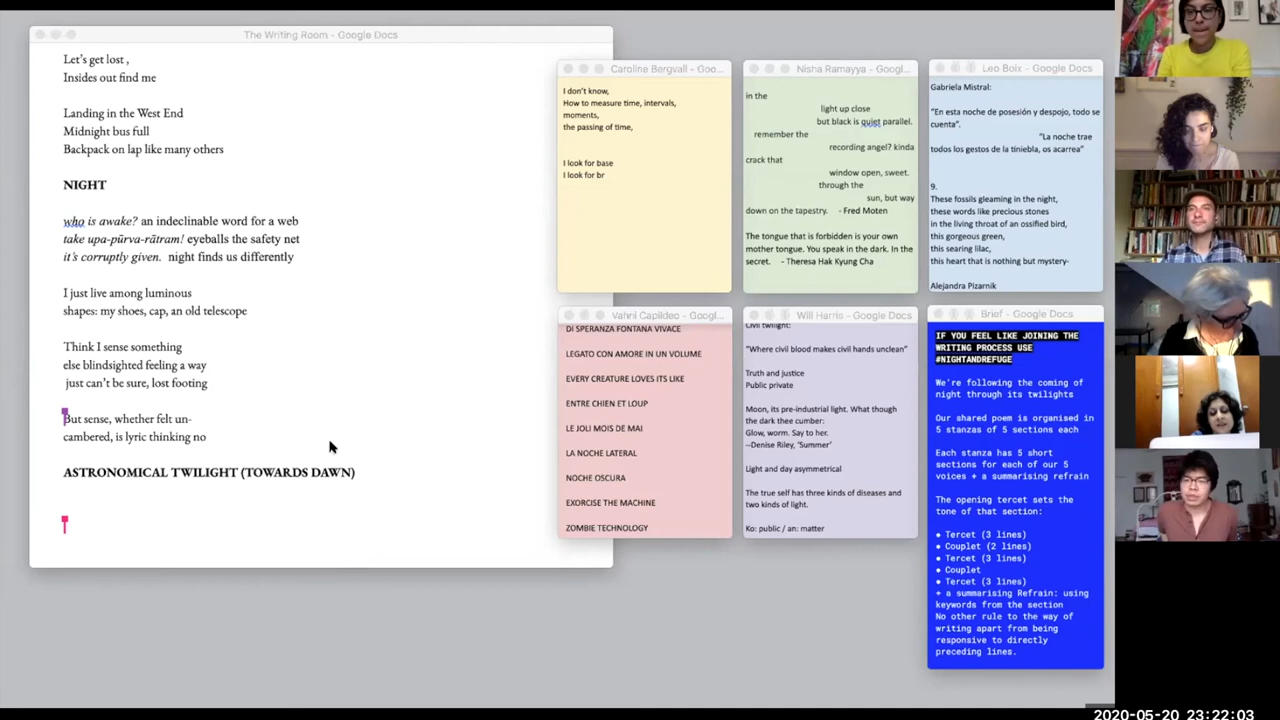 The Writing Room - Google Docs
Let's get lost ,
Insides out find me
Landing in the West End
Midnight bus full
Backpack on lap like many others
NIGHT
who is awake? an indeclinable word for a web
take upa-pūrva-rātram! eyeballs the safety net
it's corruptly given.  night finds us differently
I just live among luminous
shapes: my shoes, cap, an old telescope
Think I sense something
else blindsighted feeling a way
just can't be sure, lost footing
But sense, whether felt un-
cambered, is lyric thinking no
ASTRONOMICAL TWILIGHT (TOWARDS DAWN)
Caroline Bergvall - Goo...
I don't know,
How to measure time, intervals,
moments,
the passing of time,
I look for base
I look for br
Nisha Ramayya - Googl...
in the
light up close
but black is quiet parallel.
remember the
recording angel? kinda
crack that
window open, sweet.
through the
sun, but way
down on the tapestry.    - Fred Moten
The tongue that is forbidden is your own
mother tongue. You speak in the dark. In the
secret.    - Theresa Hak Kyung Cha
Leo Boix - Google Docs
Gabriela Mistral:
“En esta noche de posesión y despojo, todo se
cuenta”.
“La noche trae
todos los gestos de la tiniebla, os acarrea”
9.
These fossils gleaming in the night,
these words like precious stones
in the living throat of an ossified bird,
this gorgeous green,
this searing lilac,
this heart that is nothing but mystery-
Alejandra Pizarnik
Vahni Capildeo - Googl...
DI SPERANZA FONTANA VIVACE
LEGATO CON AMORE IN UN VOLUME
EVERY CREATURE LOVES ITS LIKE
ENTRE CHIEN ET LOUP
LE JOLI MOIS DE MAI
LA NOCHE LATERAL
NOCHE OSCURA
EXORCISE THE MACHINE
ZOMBIE TECHNOLOGY
Will Harris - Google Docs
Civil twilight:
“Where civil blood makes civil hands unclean”
Truth and justice
Public private
Moon, its pre-industrial light. What though
the dark thee cumber:
Glow, worm. Say to her.
--Denise Riley, ‘Summer’
Light and day asymmetrical
The true self has three kinds of diseases and
two kinds of light.
Ko: public / an: matter
Brief - Google Docs
IF YOU FEEL LIKE JOINING THE
WRITING PROCESS USE
#NIGHTANDREFUGE
We're following the coming of
night through its twilights
Our shared poem is organised in
5 stanzas of 5 sections each
Each stanza has 5 short
sections for each of our 5
voices + a summarising refrain
The opening tercet sets the
tone of that section:
● Tercet (3 lines)
● Couplet (2 lines)
● Tercet (3 lines)
● Couplet
● Tercet (3 lines)
+ a summarising Refrain: using
keywords from the section
No other rule to the way of
writing apart from being
responsive to directly
preceding lines.
2020-05-20 23:22:03